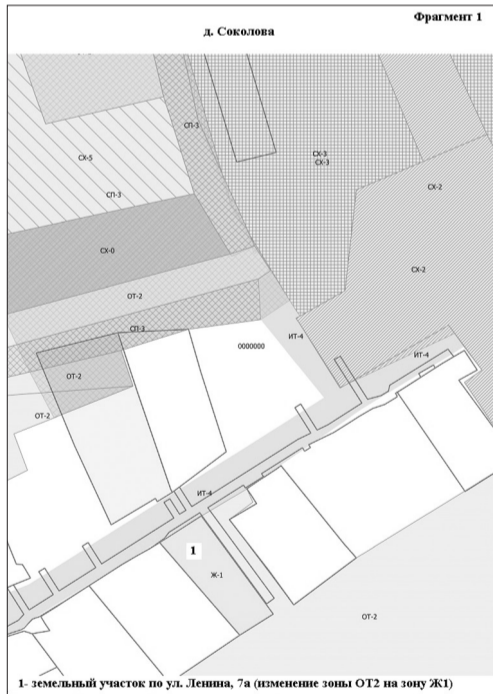 Фрагмент 1
д. Соколова
СП-3
СХ-5
СХ-3
СХ-3
СХ-2
СП-3
СХ-0
СХ-2
ОТ-2
СП-3
ИТ-4
0000000
ИТ-4
ОТ-2
ОТ-2
ИТ-4
1
Ж-1
ОТ-2
1- земельный участок по ул. Ленина, 7а (изменение зоны ОТ2 на зону Ж1)